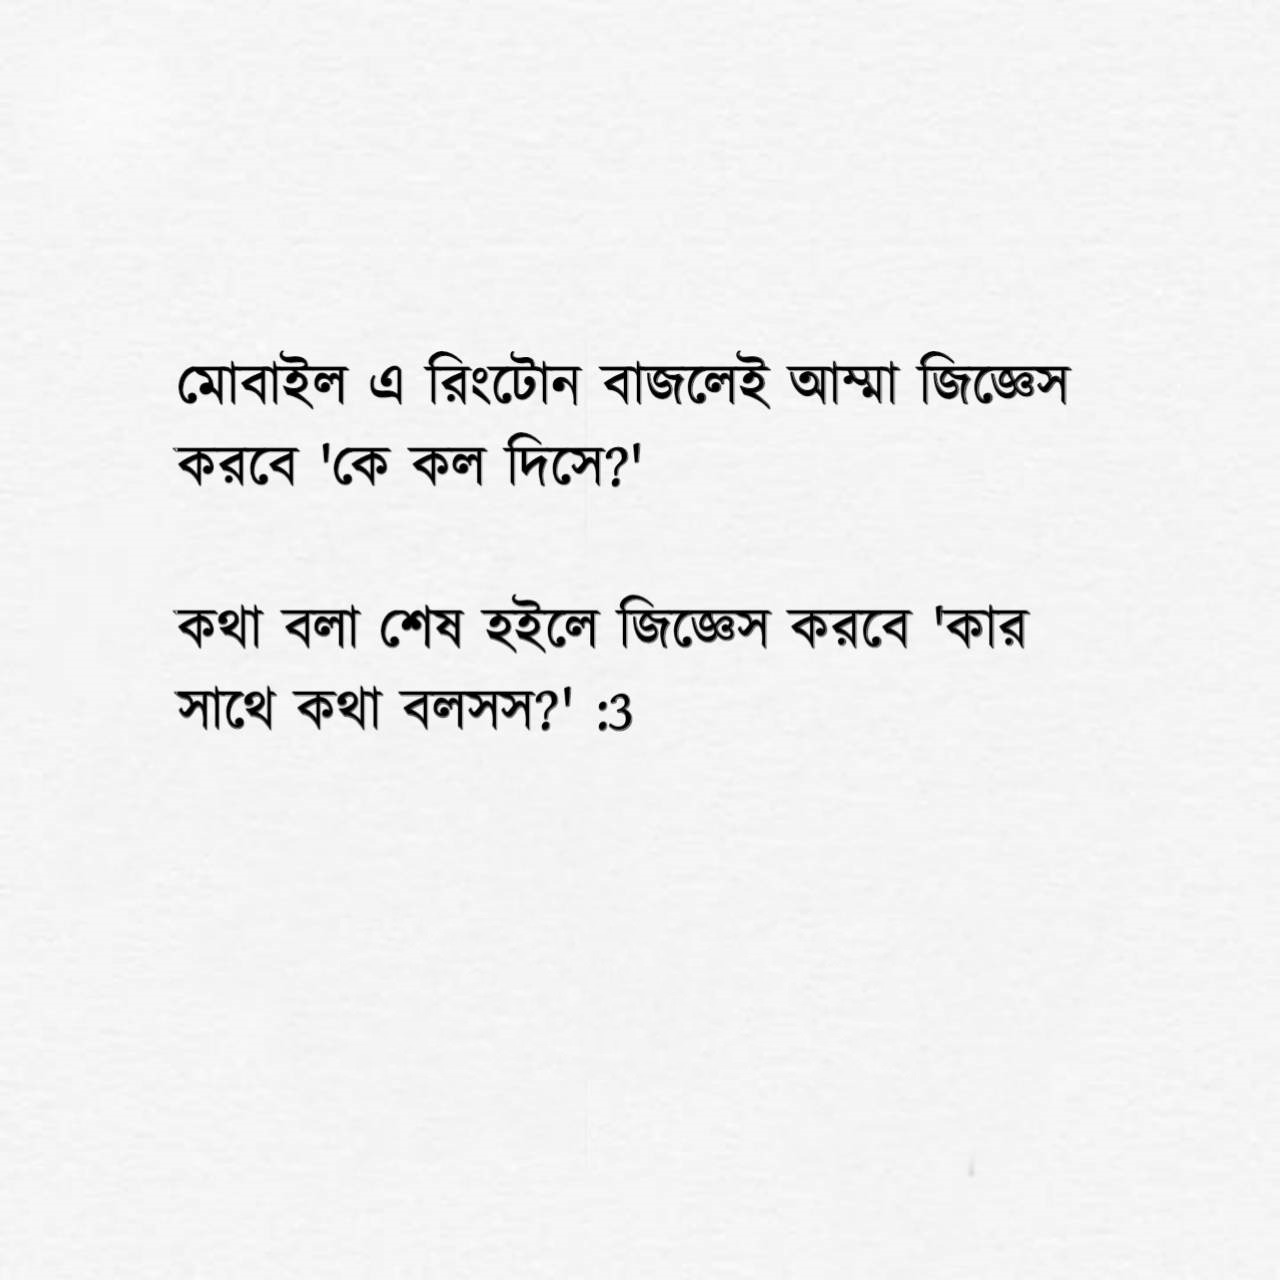 মোবাইল এ রিংটোন বাজলেই আম্মা জিজ্ঞেস
করবে 'কে কল দিসে?'
কথা বলা শেষ হইলে জিজ্ঞেস করবে 'কার
সাথে কথা বলসস?' :3